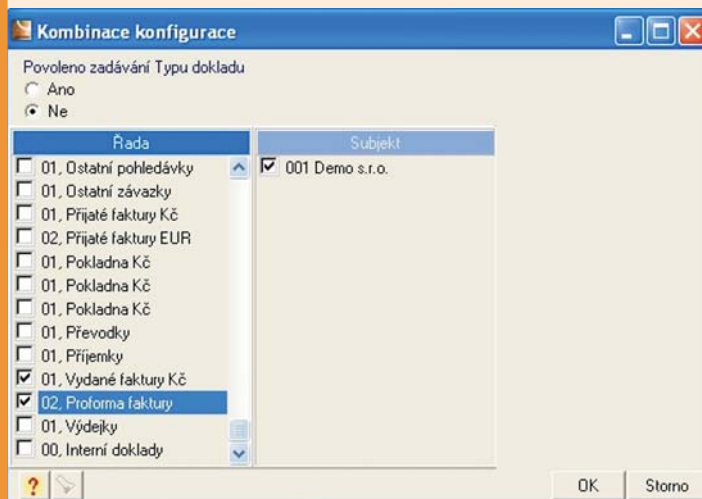 Kombinace konfigurace
Povoleno zadávání Typu dokladu
Ano
Ne
Řada
01, Ostatní pohledávky
01, Ostatní závazky
01, Přijaté faktury Kč
02, Přijaté faktury EUR
01, Pokladna Kč
01, Pokladna Kč
01, Pokladna Kč
01, Převodky
01, Příjemky
01, Vydané faktury Kč
02, Proforma faktury
01, Výdejky
00, Interní doklady
Subjekt
001 Demo s.r.o.
?
OK
Storno